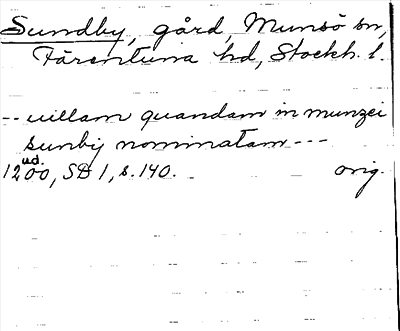 Sundby, gård, Munsö sn,
Färentuna hd, Stockh. l.
-- uillam quandam in munzei
sunbij nominatam ---
ud.
1200, SD 1, s. 140. orig.